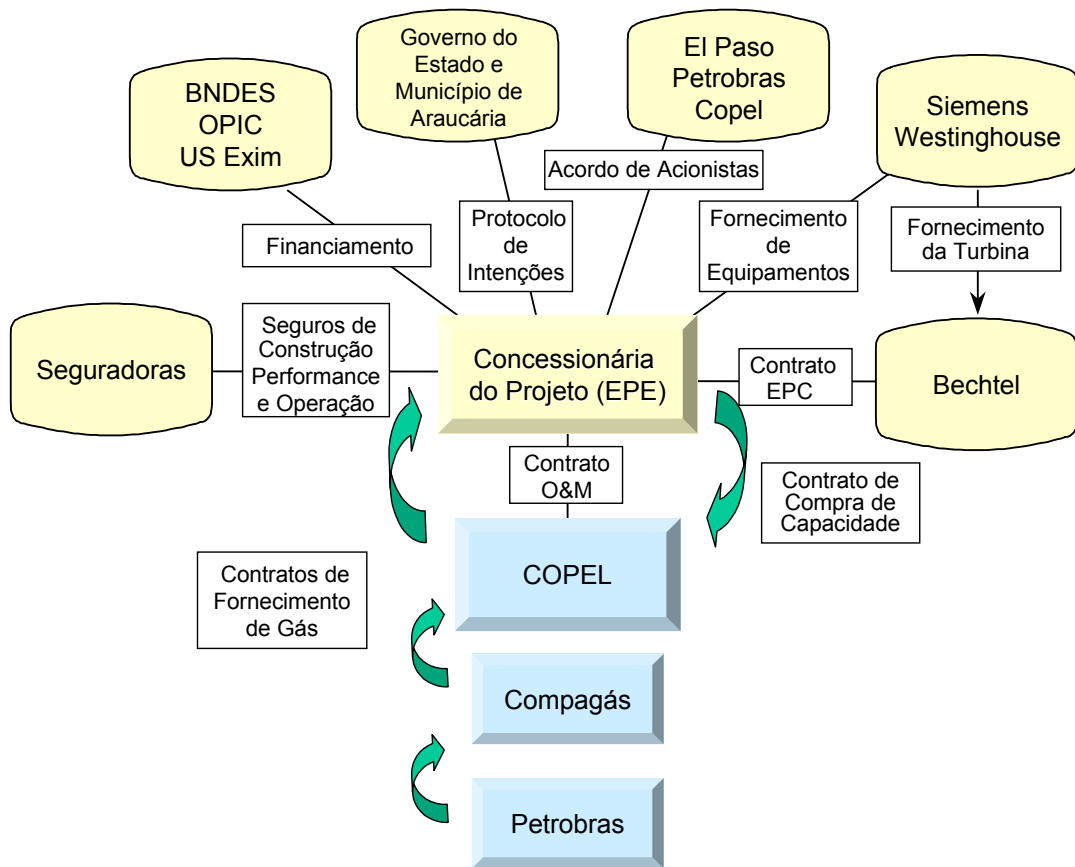 BNDES
OPIC
US Exim
Governo do
Estado e
Município de
Araucária
El Paso
Petrobras
Copel
Siemens
Westinghouse
Acordo de Acionistas
Financiamento
Protocolo
de
Intenções
Fornecimento
de
Equipamentos
Fornecimento
da Turbina
Seguradoras
Seguros de
Construção
Performance
e Operação
Concessionária
do Projeto (EPE)
Contrato
EPC
Bechtel
Contrato
O&M
Contrato de
Compra de
Capacidade
COPEL
Contratos de
Fornecimento
de Gás
Compagás
Petrobras